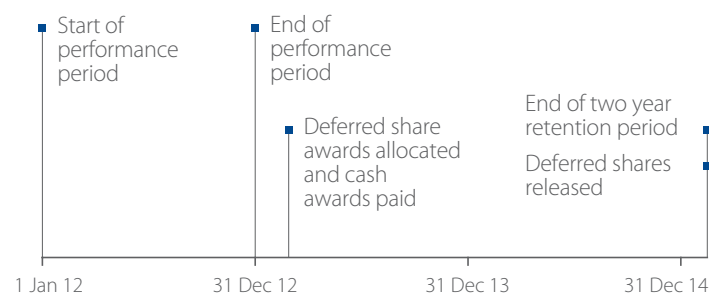 Start of
performance
period
End of
performance
period
Deferred share
awards allocated
and cash
awards paid
End of two year
retention period
Deferred shares
released
1 Jan 12
31 Dec 12
31 Dec 13
31 Dec 14